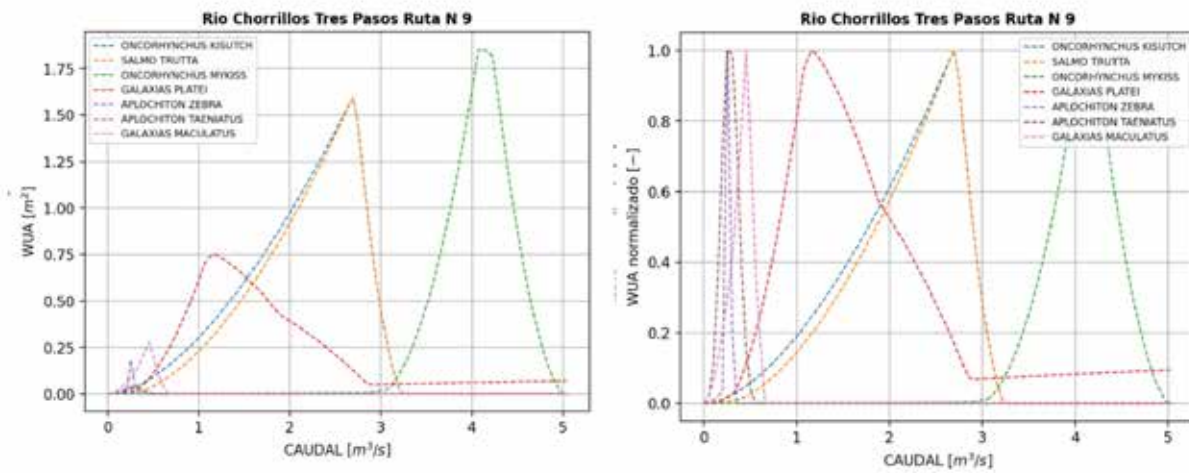 Rio Chorrillos Tres Pasos Ruta N 9
WUA [m²]
1.75
1.50
1.25
1.00
0.75
0.50
0.25
0.00
ONCORHYNCHUS KISUTCH
SALMO TRUTTA
ONCORHYNCHUS MYKISS
GALAXIAS PLATEI
APLOCHITON ZEBRA
APLOCHITON TAENIATUS
GALAXIAS MACULATUS
0 1 2 3 4 5
CAUDAL [m³/s]
Rio Chorrillos Tres Pasos Ruta N 9
WUA normalizado [−]
1.0
0.8
0.6
0.4
0.2
0.0
ONCORHYNCHUS KISUTCH
SALMO TRUTTA
ONCORHYNCHUS MYKISS
GALAXIAS PLATEI
APLOCHITON ZEBRA
APLOCHITON TAENIATUS
GALAXIAS MACULATUS
0 1 2 3 4 5
CAUDAL [m³/s]